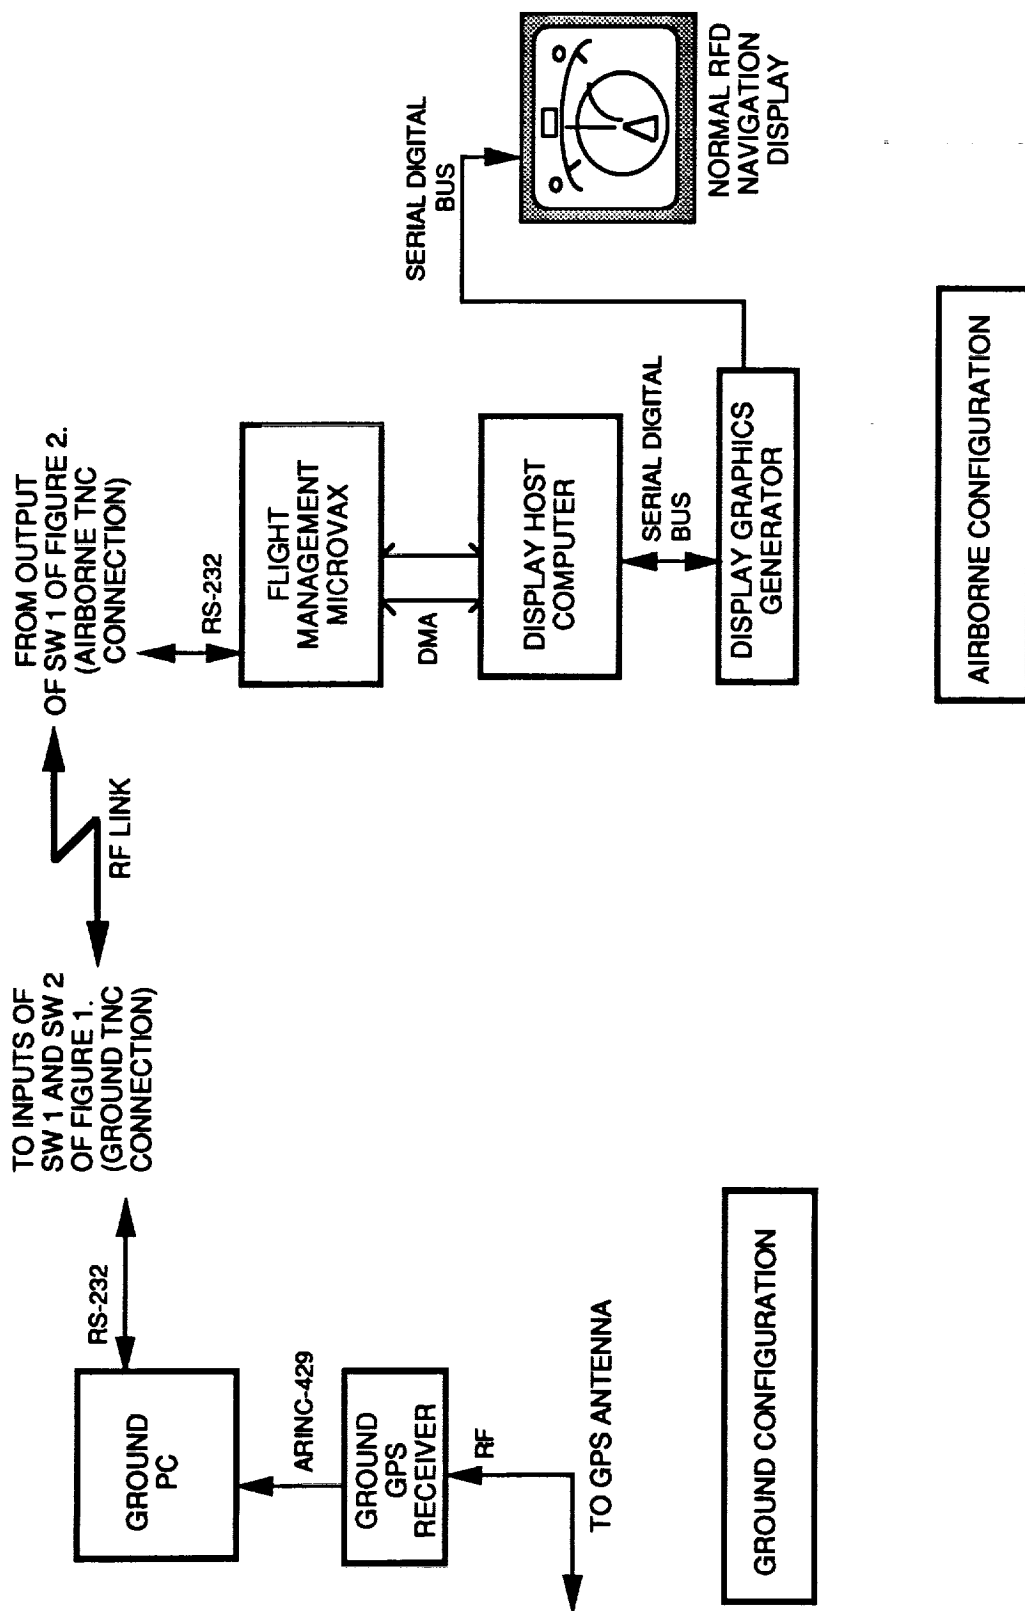 TO INPUTS OF
SW 1 AND SW 2
OF FIGURE 1.
(GROUND TNC
CONNECTION)
RS-232
GROUND
PC
ARINC-429
GROUND
GPS
RECEIVER
RF
TO GPS ANTENNA
GROUND CONFIGURATION
RF LINK
FROM OUTPUT
OF SW 1 OF FIGURE 2.
(AIRBORNE TNC
CONNECTION)
RS-232
FLIGHT
MANAGEMENT
MICROVAX
DMA
DISPLAY HOST
COMPUTER
SERIAL DIGITAL
BUS
DISPLAY GRAPHICS
GENERATOR
SERIAL DIGITAL
BUS
NORMAL RFD
NAVIGATION
DISPLAY
AIRBORNE CONFIGURATION